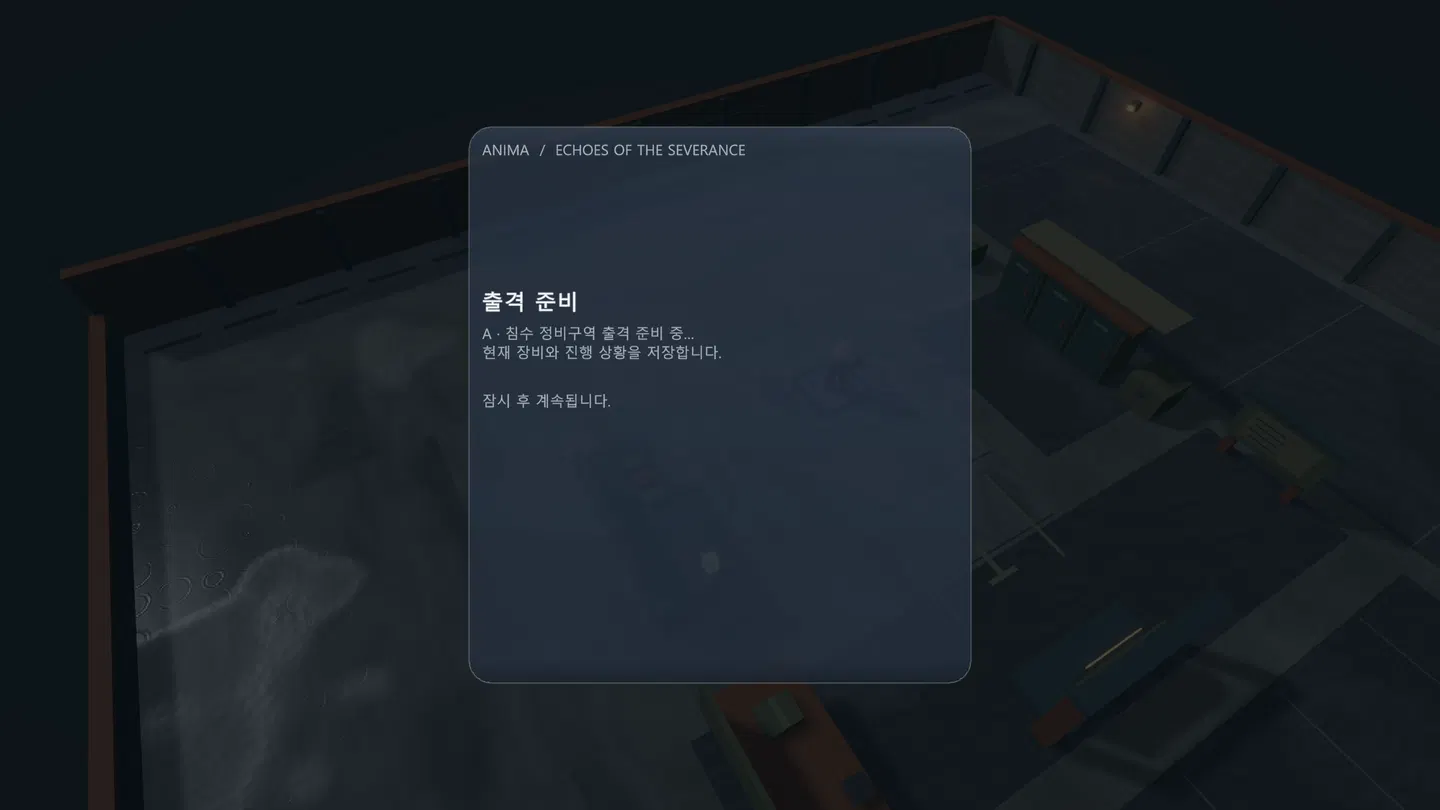 ANIMA / ECHOES OF THE SEVERANCE
출격 준비
A · 침수 정비구역 출격 준비 중...
현재 장비와 진행 상황을 저장합니다.
잠시 후 계속됩니다.